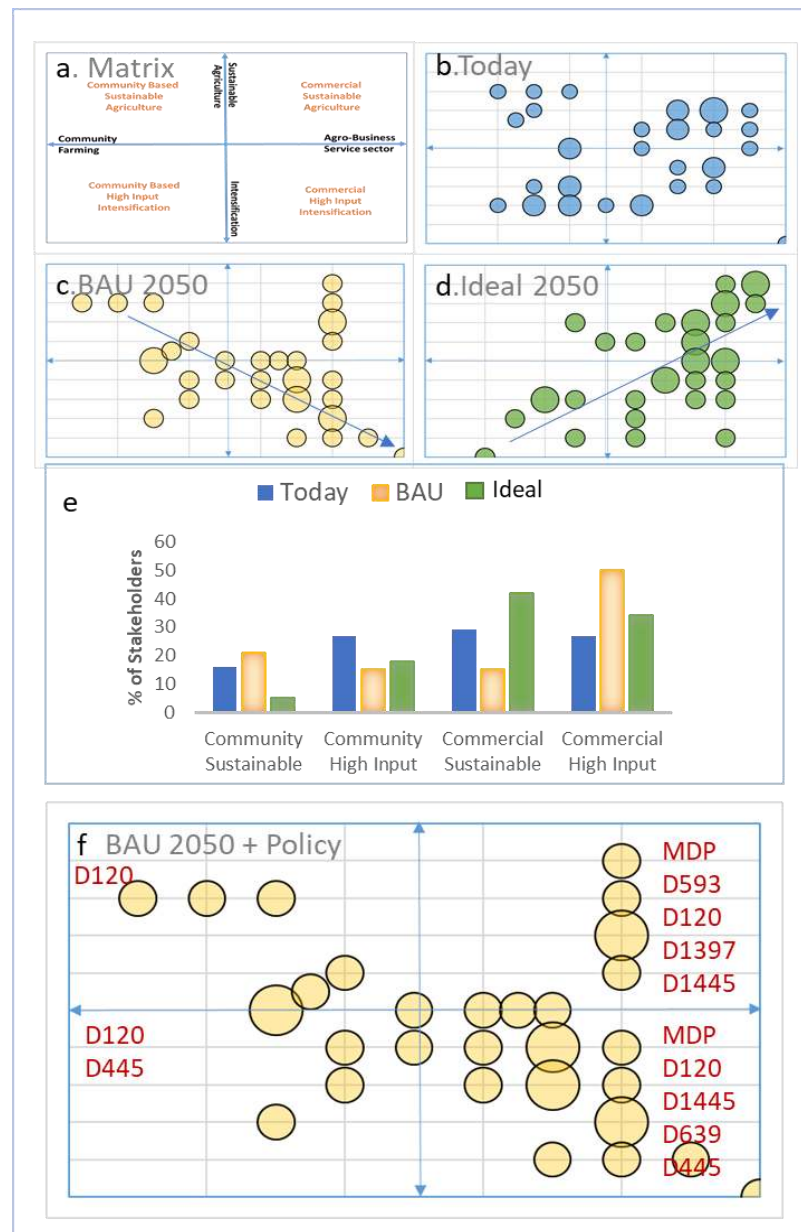 a. Matrix
Community Based
Sustainable
Agriculture
Sustainable
Agriculture
Commercial
Sustainable
Agriculture
Community
Farming
Agro-Business
Service sector
Community Based
High Input
Intensification
Intensification
Commercial
High Input
Intensification
b.Today
c.BAU 2050
d.Ideal 2050
e
Today BAU Ideal
% of Stakeholders
60
50
40
30
20
10
0
Community
Sustainable
Community
High Input
Commercial
Sustainable
Commercial
High Input
f BAU 2050 + Policy
D120
MDP
D593
D120
D1397
D1445
D120
D445
MDP
D120
D1445
D639
D445